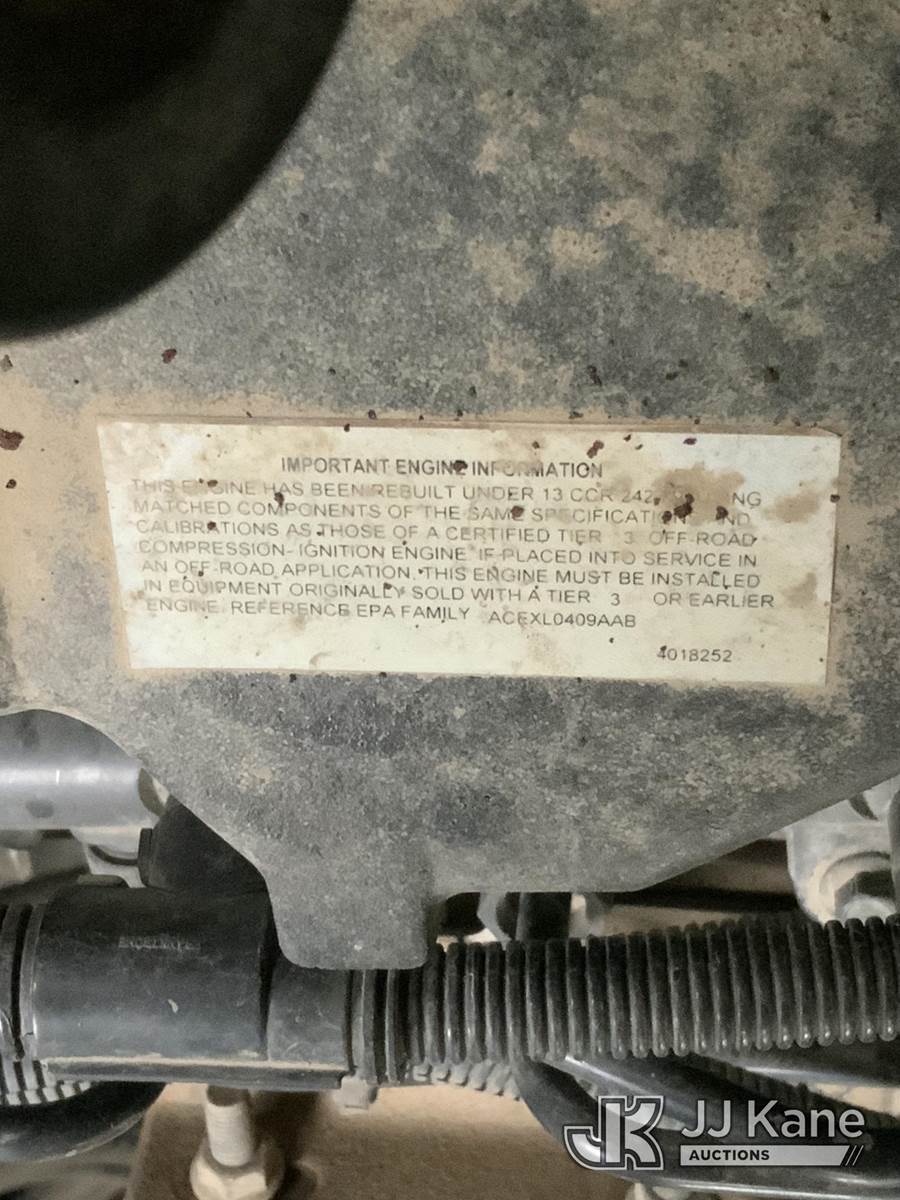 IMPORTANT ENGINE INFORMATION
THIS ENGINE HAS BEEN REBUILT UNDER 13 CCR 242
MATCHED COMPONENTS OF THE SAME SPECIFICATION AND
CALIBRATIONS AS THOSE OF A CERTIFIED TIER 3 OFF-ROAD
COMPRESSION-IGNITION ENGINE. IF PLACED INTO SERVICE IN
AN OFF-ROAD APPLICATION. THIS ENGINE MUST BE INSTALLED
IN EQUIPMENT ORIGINALLY SOLD WITH A TIER 3 OR EARLIER
ENGINE. REFERENCE EPA FAMILY ACEXL0409AAB
4018252
JK JJ Kane
AUCTIONS